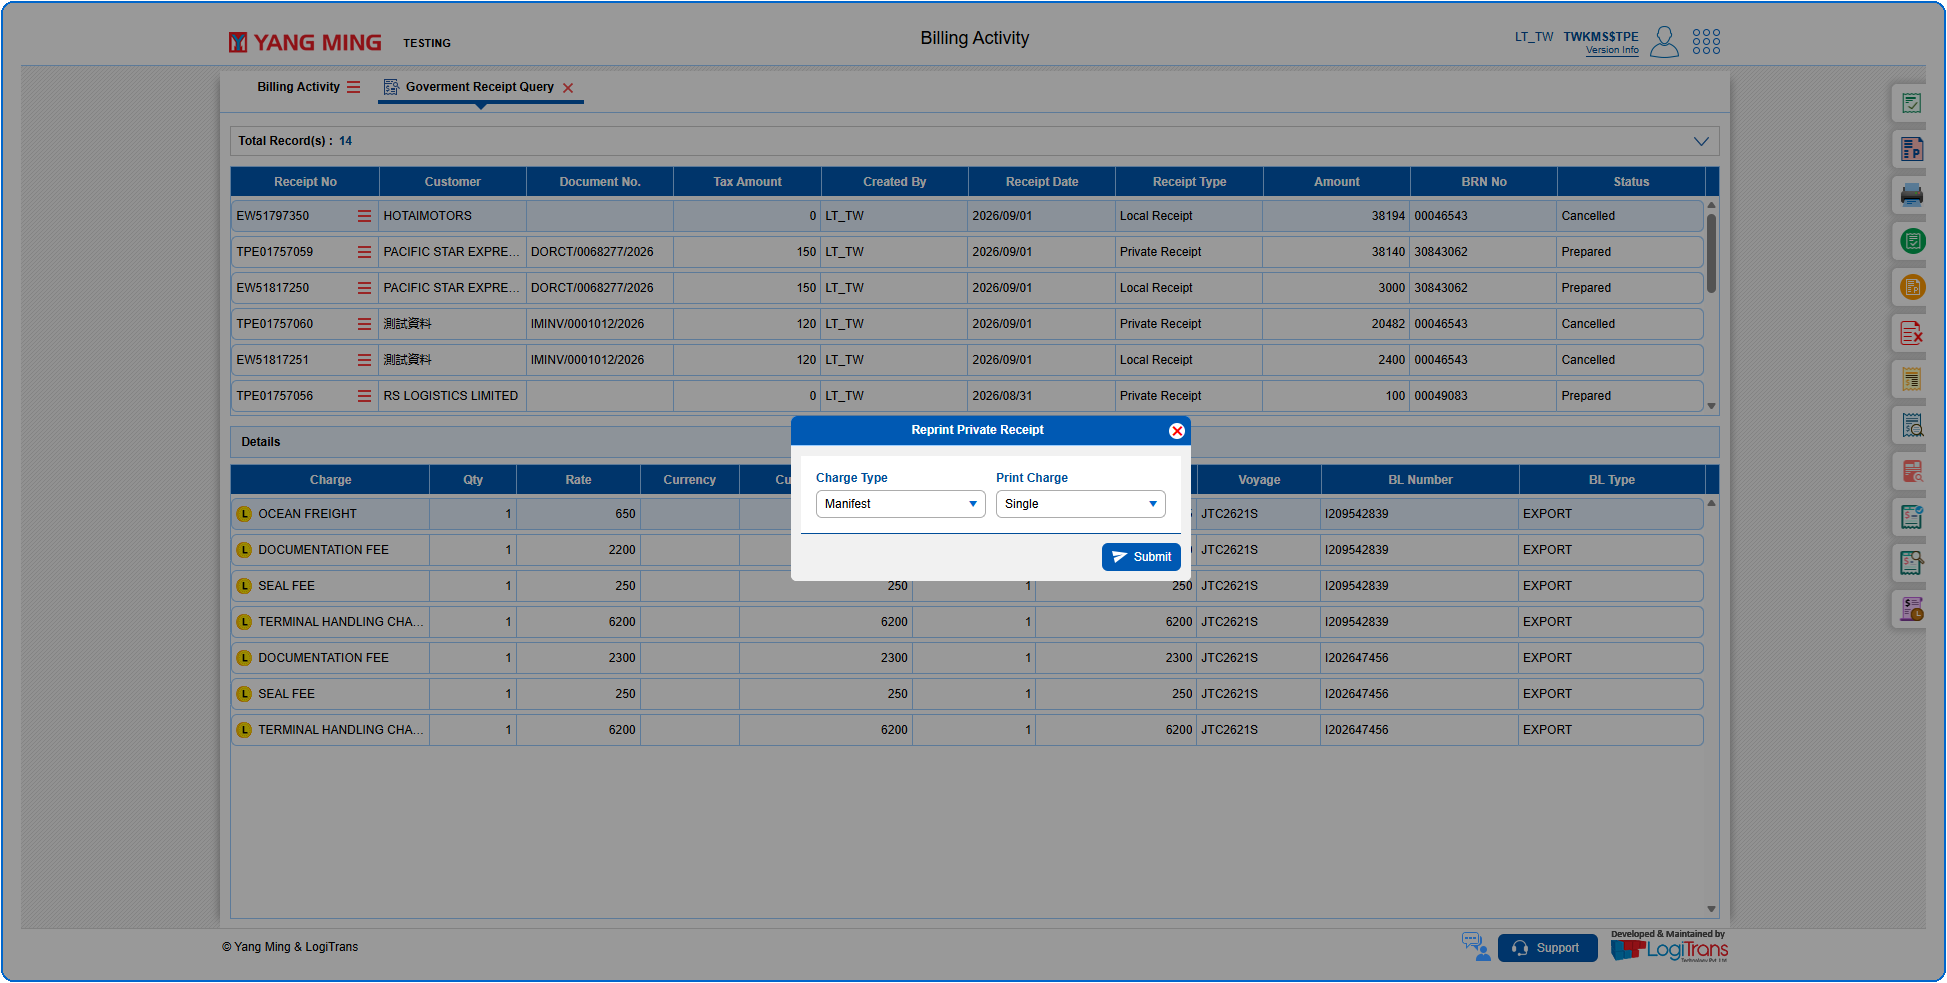 YANG MING TESTING
Billing Activity
LT_TW TWKMS$TPE
Version Info
Billing Activity Goverment Receipt Query
Total Record(s) : 14
Receipt No Customer Document No. Tax Amount Created By Receipt Date Receipt Type Amount BRN No Status
EW51797350 HOTAIMOTORS 0 LT_TW 2026/09/01 Local Receipt 38194 00046543 Cancelled
TPE01757059 PACIFIC STAR EXPRE... DORCT/0068277/2026 150 LT_TW 2026/09/01 Private Receipt 38140 30843062 Prepared
EW51817250 PACIFIC STAR EXPRE... DORCT/0068277/2026 150 LT_TW 2026/09/01 Local Receipt 3000 30843062 Prepared
TPE01757060 測試資料 IMINV/0001012/2026 120 LT_TW 2026/09/01 Private Receipt 20482 00046543 Cancelled
EW51817251 測試資料 IMINV/0001012/2026 120 LT_TW 2026/09/01 Local Receipt 2400 00046543 Cancelled
TPE01757056 RS LOGISTICS LIMITED 0 LT_TW 2026/08/31 Private Receipt 100 00049083 Prepared
Details
Charge Qty Rate Currency Cu Voyage BL Number BL Type
L OCEAN FREIGHT 1 650 JTC2621S I209542839 EXPORT
L DOCUMENTATION FEE 1 2200 JTC2621S I209542839 EXPORT
L SEAL FEE 1 250 250 1 250 JTC2621S I209542839 EXPORT
L TERMINAL HANDLING CHA... 1 6200 6200 1 6200 JTC2621S I209542839 EXPORT
L DOCUMENTATION FEE 1 2300 2300 1 2300 JTC2621S I202647456 EXPORT
L SEAL FEE 1 250 250 1 250 JTC2621S I202647456 EXPORT
L TERMINAL HANDLING CHA... 1 6200 6200 1 6200 JTC2621S I202647456 EXPORT
Reprint Private Receipt
Charge Type Print Charge
Manifest Single
Submit
© Yang Ming & LogiTrans
Support
Developed & Maintained by
LogiTrans
Technology Pvt. Ltd.